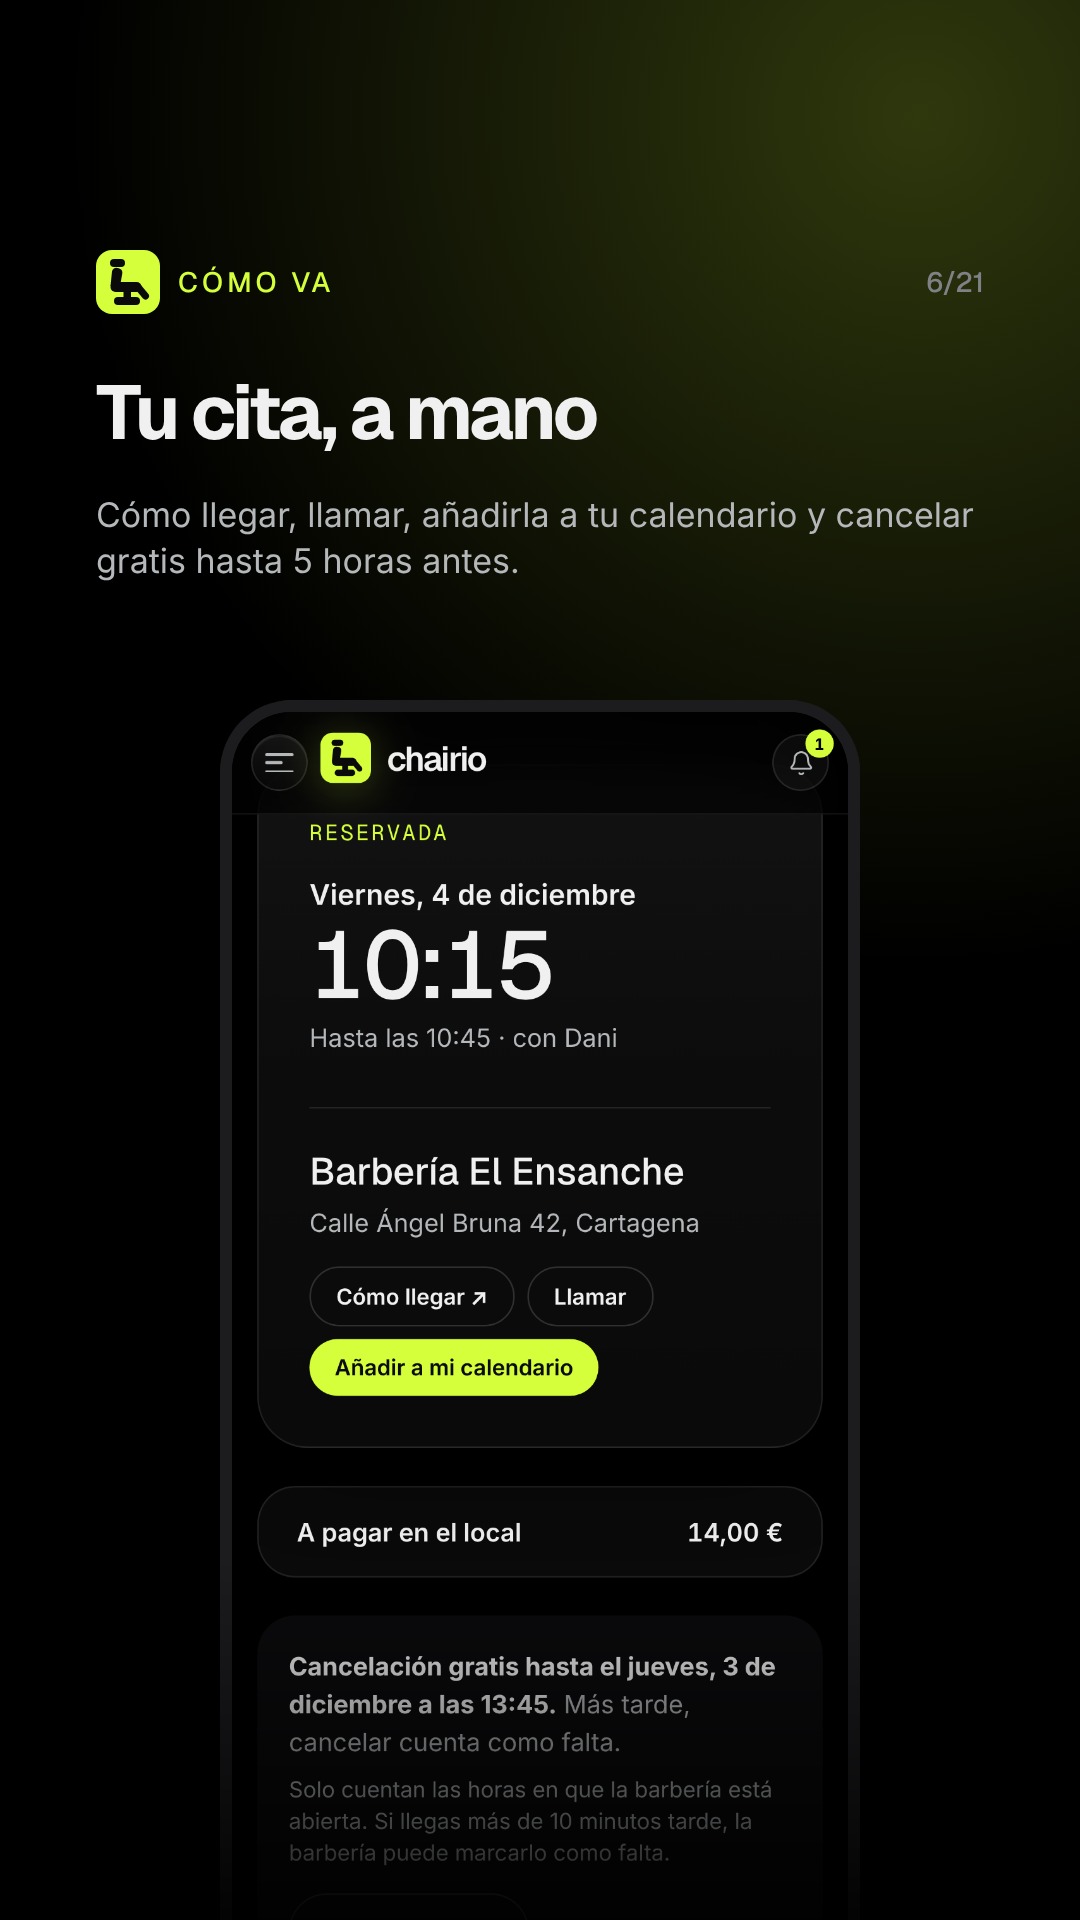 CÓMO VA
6/21
Tu cita, a mano
Cómo llegar, llamar, añadirla a tu calendario y cancelar
gratis hasta 5 horas antes.
chairio
1
RESERVADA
Viernes, 4 de diciembre
10:15
Hasta las 10:45 · con Dani
Barbería El Ensanche
Calle Ángel Bruna 42, Cartagena
Cómo llegar ↗
Llamar
Añadir a mi calendario
A pagar en el local
14,00 €
Cancelación gratis hasta el jueves, 3 de
diciembre a las 13:45. Más tarde,
cancelar cuenta como falta.
Solo cuentan las horas en que la barbería está
abierta. Si llegas más de 10 minutos tarde, la
barbería puede marcarlo como falta.